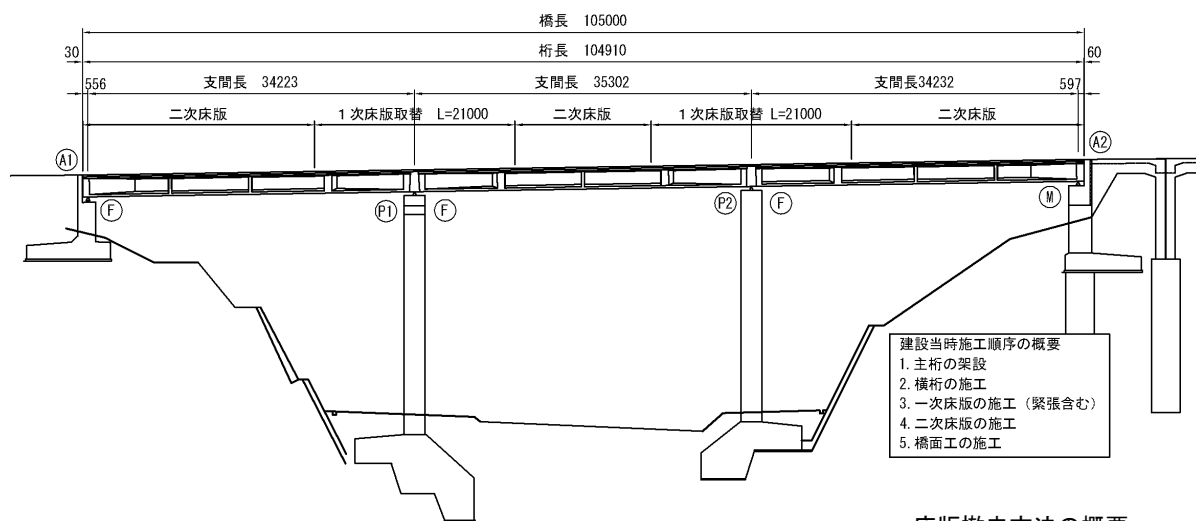 橋長 105000
30 桁長 104910 60
556 支間長 34223 支間長 35302 支間長34232 597
二次床版 1次床版取替 L=21000 二次床版 1次床版取替 L=21000 二次床版
A1 A2
F P1 F P2 F M
建設当時施工順序の概要
1. 主桁の架設
2. 横桁の施工
3. 一次床版の施工（緊張含む）
4. 二次床版の施工
5. 橋面工の施工